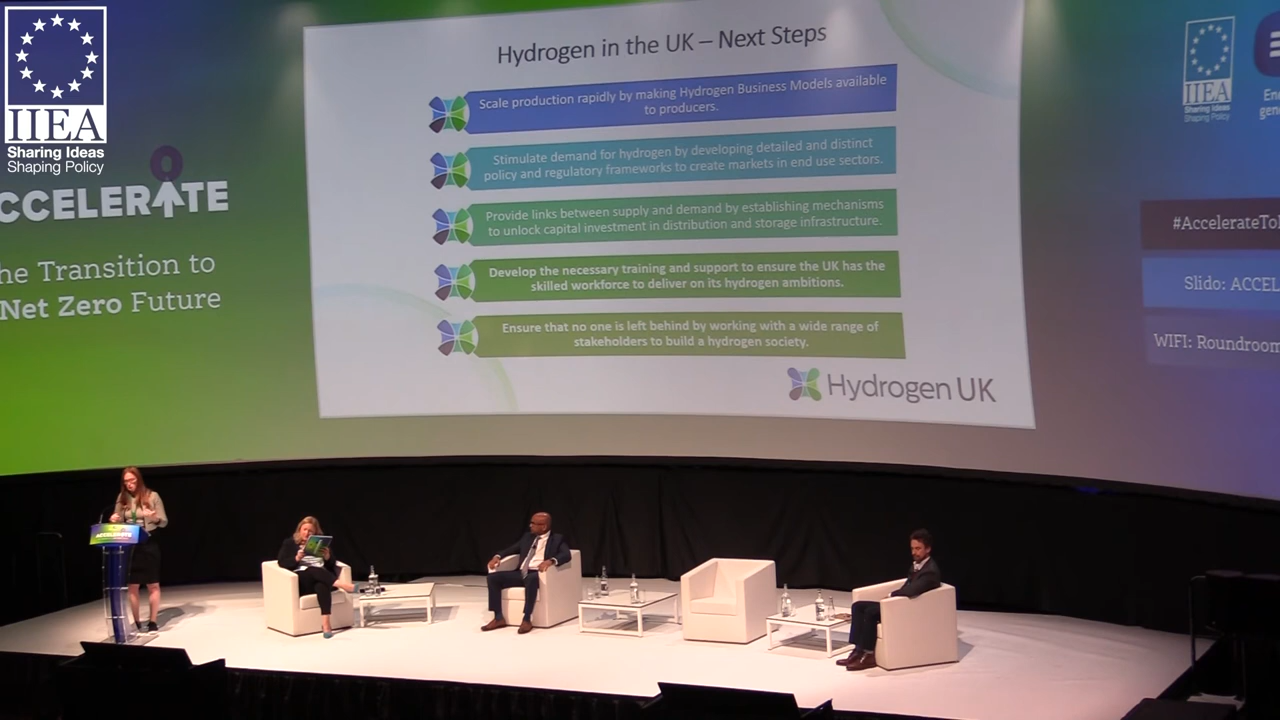 IIEA
Sharing Ideas
Shaping Policy
CCELERATE
he Transition to
Net Zero Future
Hydrogen in the UK – Next Steps
Scale production rapidly by making Hydrogen Business Models available
to producers.
Stimulate demand for hydrogen by developing detailed and distinct
policy and regulatory frameworks to create markets in end use sectors.
Provide links between supply and demand by establishing mechanisms
to unlock capital investment in distribution and storage infrastructure.
Develop the necessary training and support to ensure the UK has the
skilled workforce to deliver on its hydrogen ambitions.
Ensure that no one is left behind by working with a wide range of
stakeholders to build a hydrogen society.
Hydrogen UK
IIEA
Sharing Ideas
Shaping Policy
#AccelerateTo
Slido: ACCEL
WIFI: Roundroom
ACCELERATE